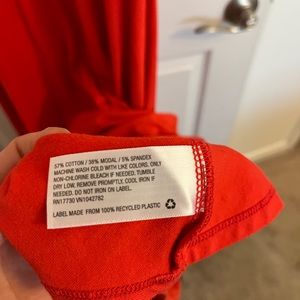 57% COTTON / 38% MODAL / 5% SPANDEX
MACHINE WASH COLD WITH LIKE COLORS. ONLY
NON-CHLORINE BLEACH IF NEEDED. TUMBLE
DRY LOW. REMOVE PROMPTLY. COOL IRON IF
NEEDED. DO NOT IRON ON LABEL.
RN17730 VN1042782
LABEL MADE FROM 100% RECYCLED PLASTIC